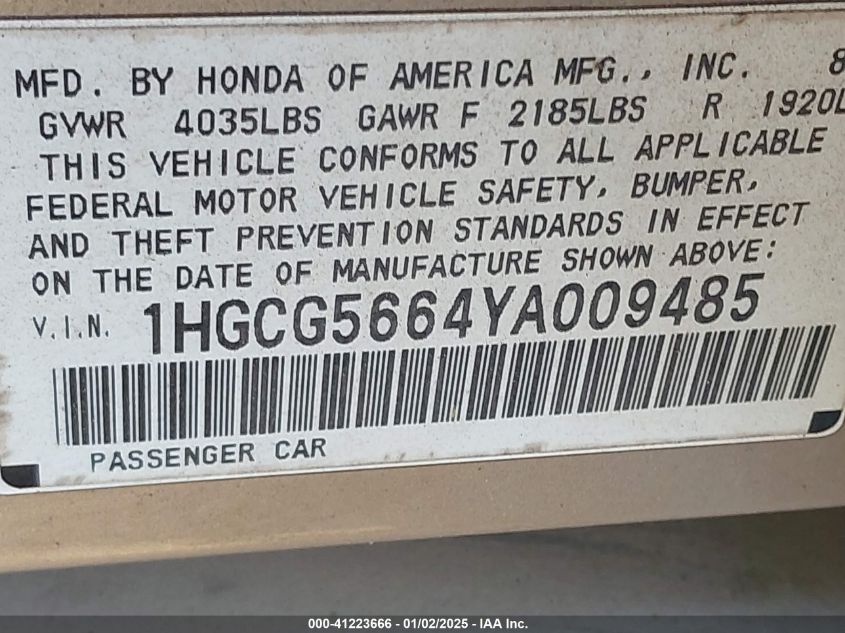 MFD. BY HONDA OF AMERICA MFG., INC. 8
GVWR 4035LBS GAWR F 2185LBS R 1920L
THIS VEHICLE CONFORMS TO ALL APPLICABLE
FEDERAL MOTOR VEHICLE SAFETY, BUMPER,
AND THEFT PREVENTION STANDARDS IN EFFECT
ON THE DATE OF MANUFACTURE SHOWN ABOVE:
V.I.N. 1HGCG5664YA009485
PASSENGER CAR
000-41223666 - 01/02/2025 - IAA Inc.